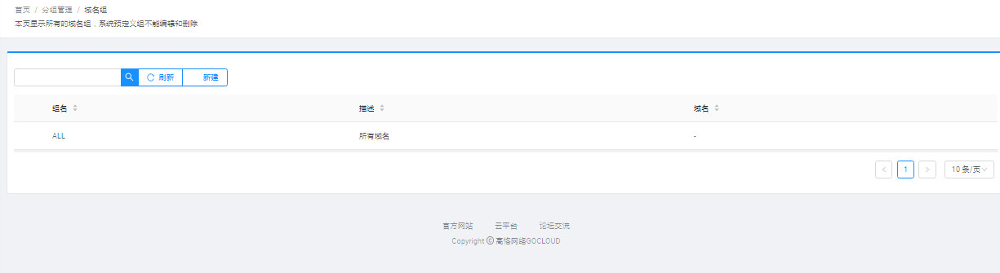 首页 / 分组管理 / 域名组
本页显示所有的域名组，系统预定义组不能编辑和删除
刷新 新建
组名 描述 域名
ALL 所有域名 -
1 10 条/页
官方网站 云平台 论坛交流
Copyright © 高恪网络GOCLOUD